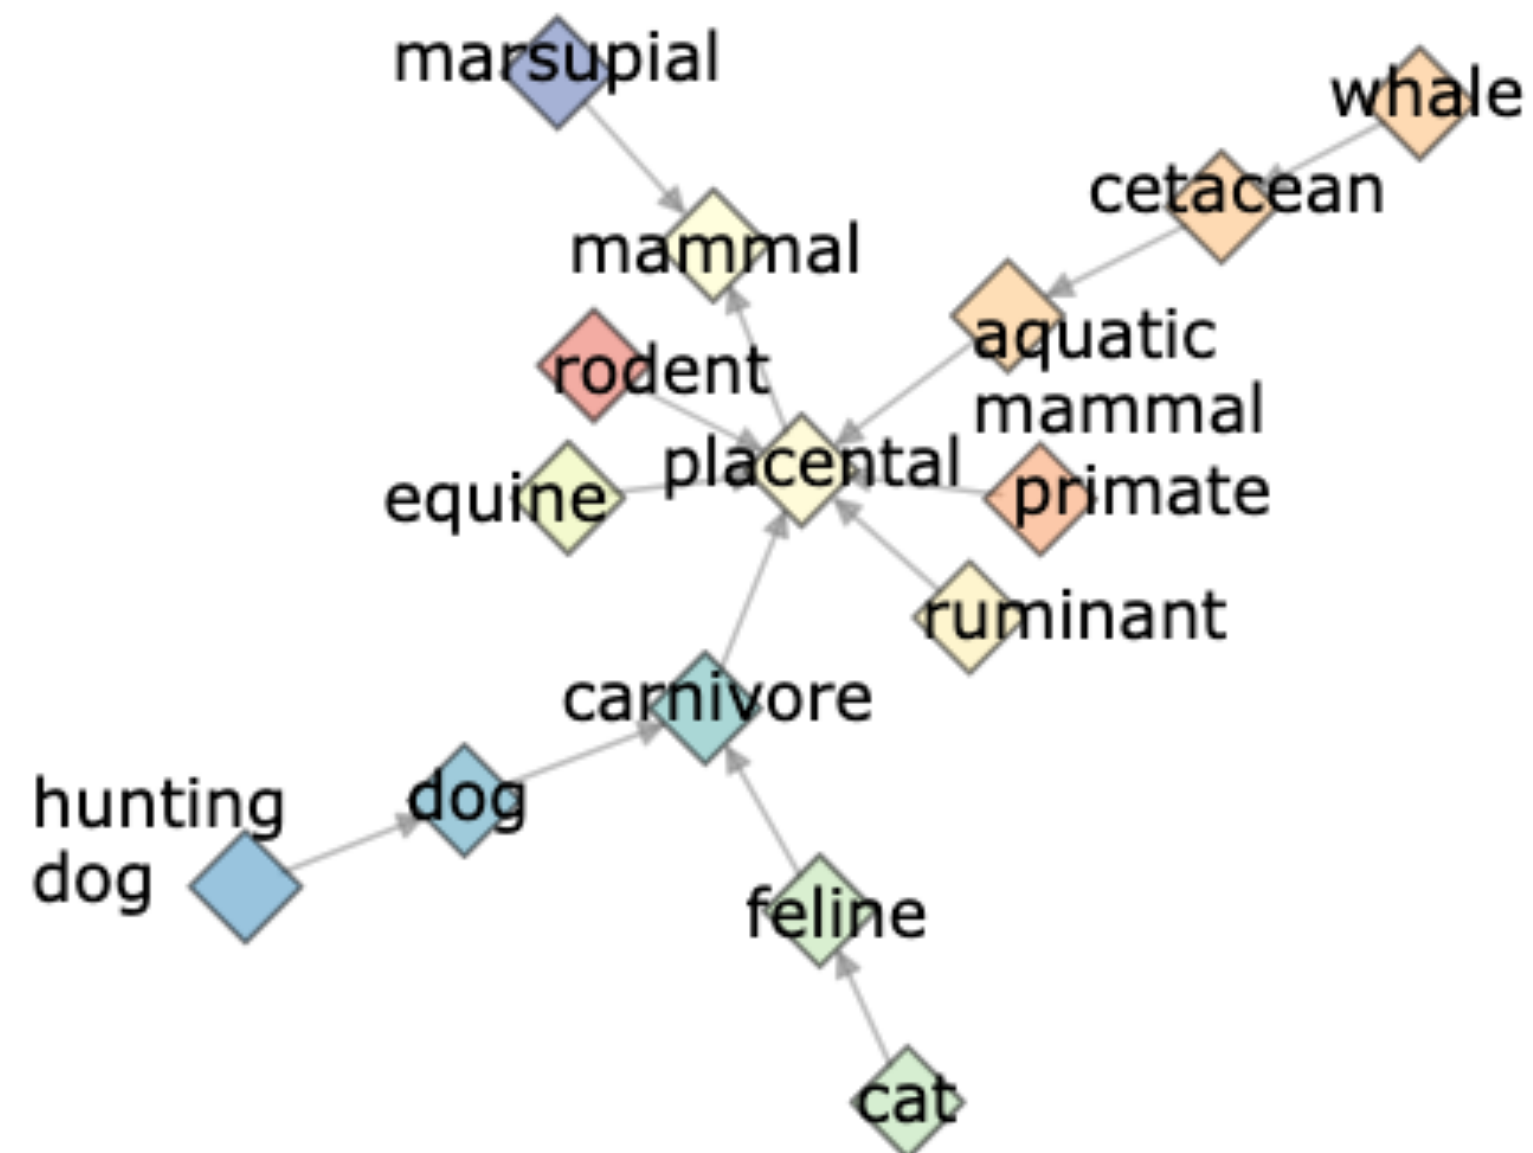 marsupial
whale
cetacean
mammal
aquatic
mammal
rodent
placental
equine
primate
ruminant
carnivore
hunting
dog
dog
feline
cat